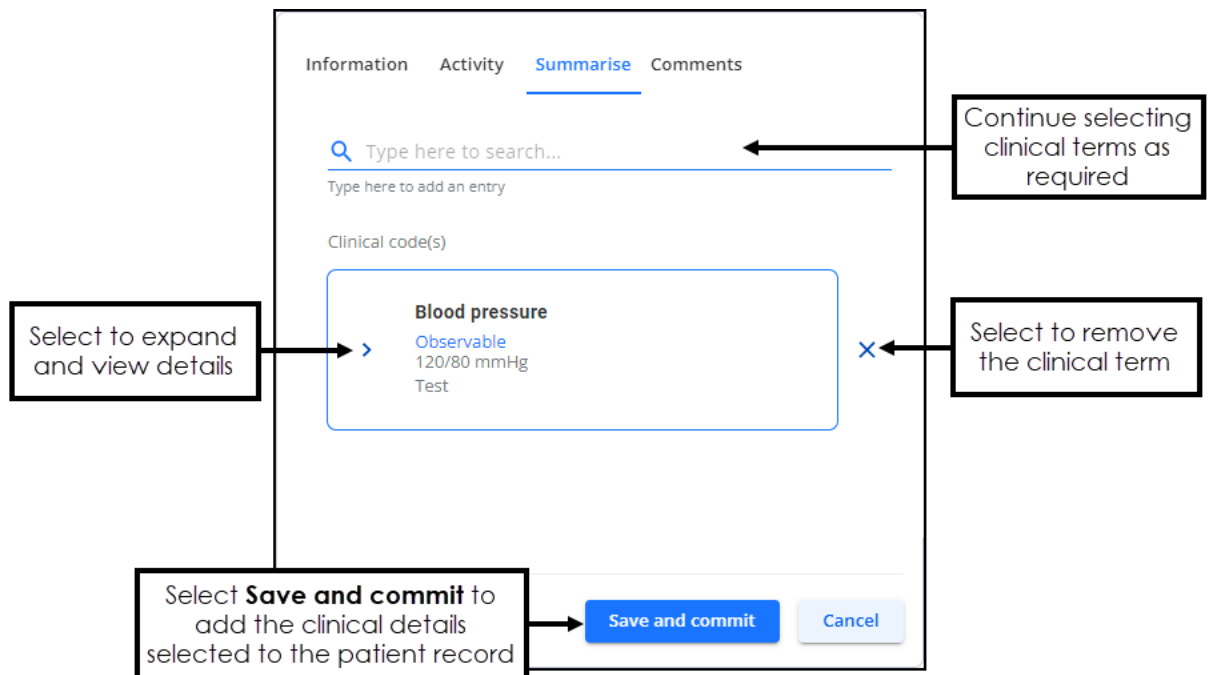 Information Activity Summarise Comments
Continue selecting
clinical terms as
required
Type here to search...
Type here to add an entry
Clinical code(s)
Select to expand
and view details
Blood pressure
Observable
120/80 mmHg
Test
Select to remove
the clinical term
Select Save and commit to
add the clinical details
selected to the patient record
Save and commit Cancel